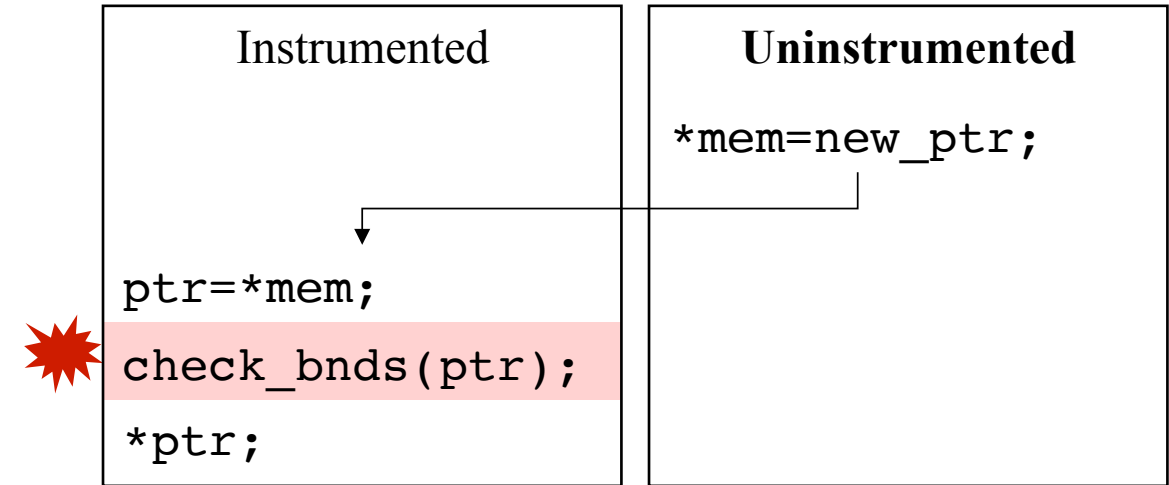 Instrumented
Uninstrumented
*mem=new_ptr;
ptr=*mem;
check_bnds(ptr);
*ptr;